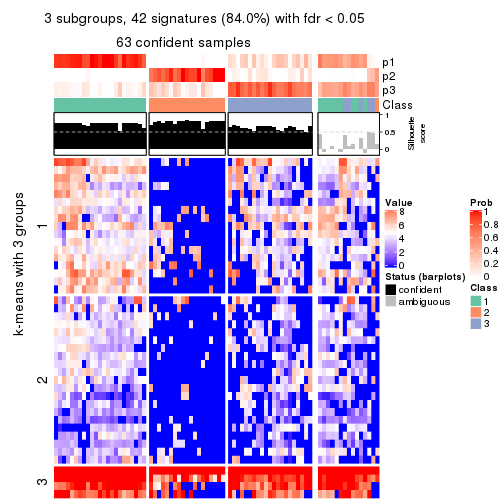 3 subgroups, 42 signatures (84.0%) with fdr < 0.05
63 confident samples
p1
p2
p3
Class
1
0.5
0
Silhouette
score
k-means with 3 groups
1
2
3
Value
8
6
4
2
0
Status (barplots)
confident
ambiguous
Prob
1
0.8
0.6
0.4
0.2
0
Class
1
2
3